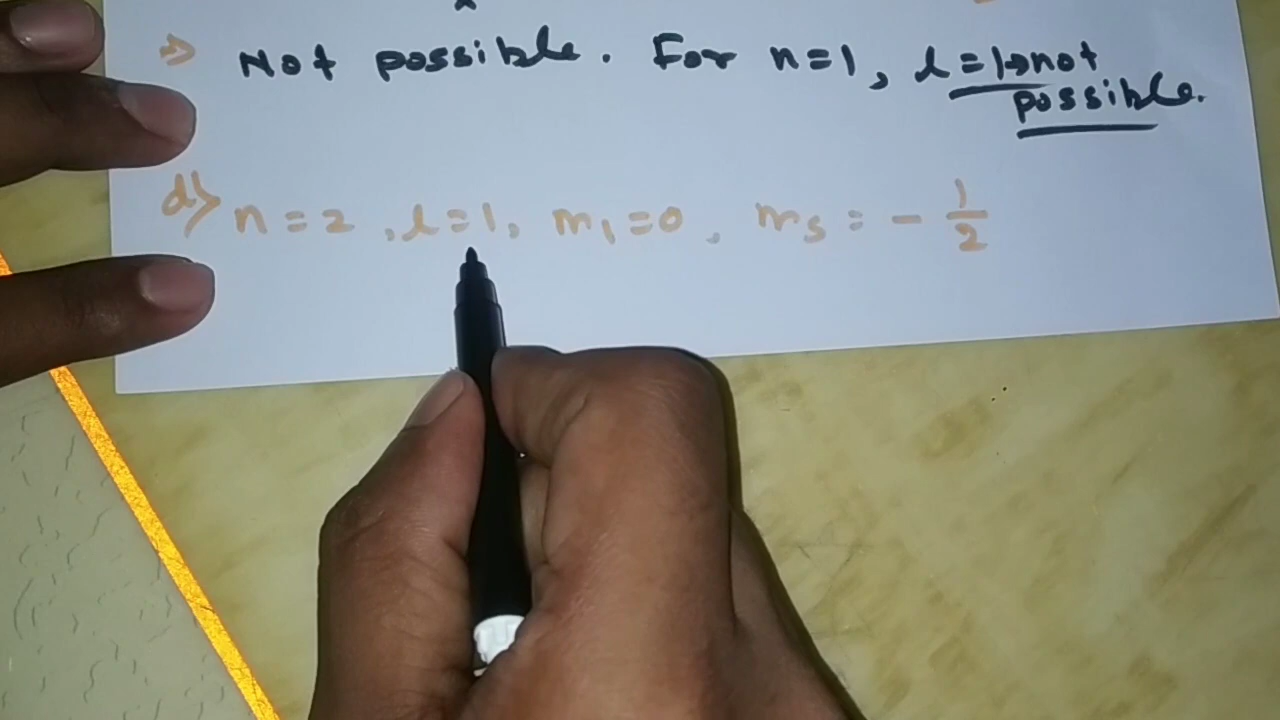 ⇒ Not possible. For n=1, l=1→not
possible.
d) n=2, l=1, m₁=0, ms = - 1/2